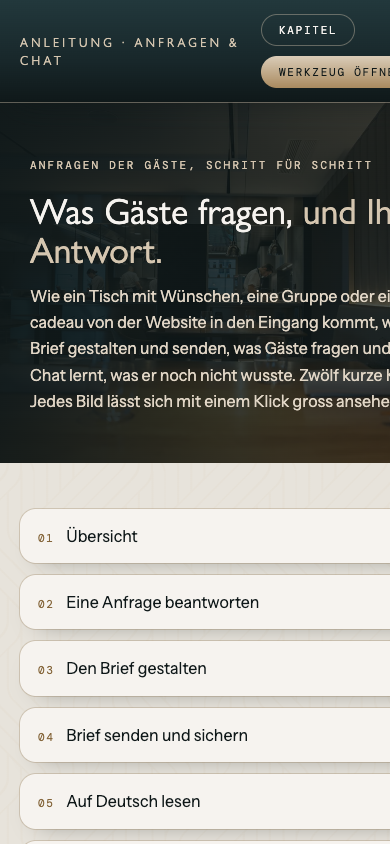 ANLEITUNG · ANFRAGEN &
CHAT
KAPITEL
WERKZEUG
ANFRAGEN DER GÄSTE, SCHRITT FÜR SCHRITT
Was Gäste fragen, und
Antwort.
Wie ein Tisch mit Wünschen, eine Gruppe oder
cadeau von der Website in den Eingang kommt,
Brief gestalten und senden, was Gäste fragen und
Chat lernt, was er noch nicht wusste. Zwölf kurze
Jedes Bild lässt sich mit einem Klick gross
01 Übersicht
02 Eine Anfrage beantworten
03 Den Brief gestalten
04 Brief senden und sichern
05 Auf Deutsch lesen